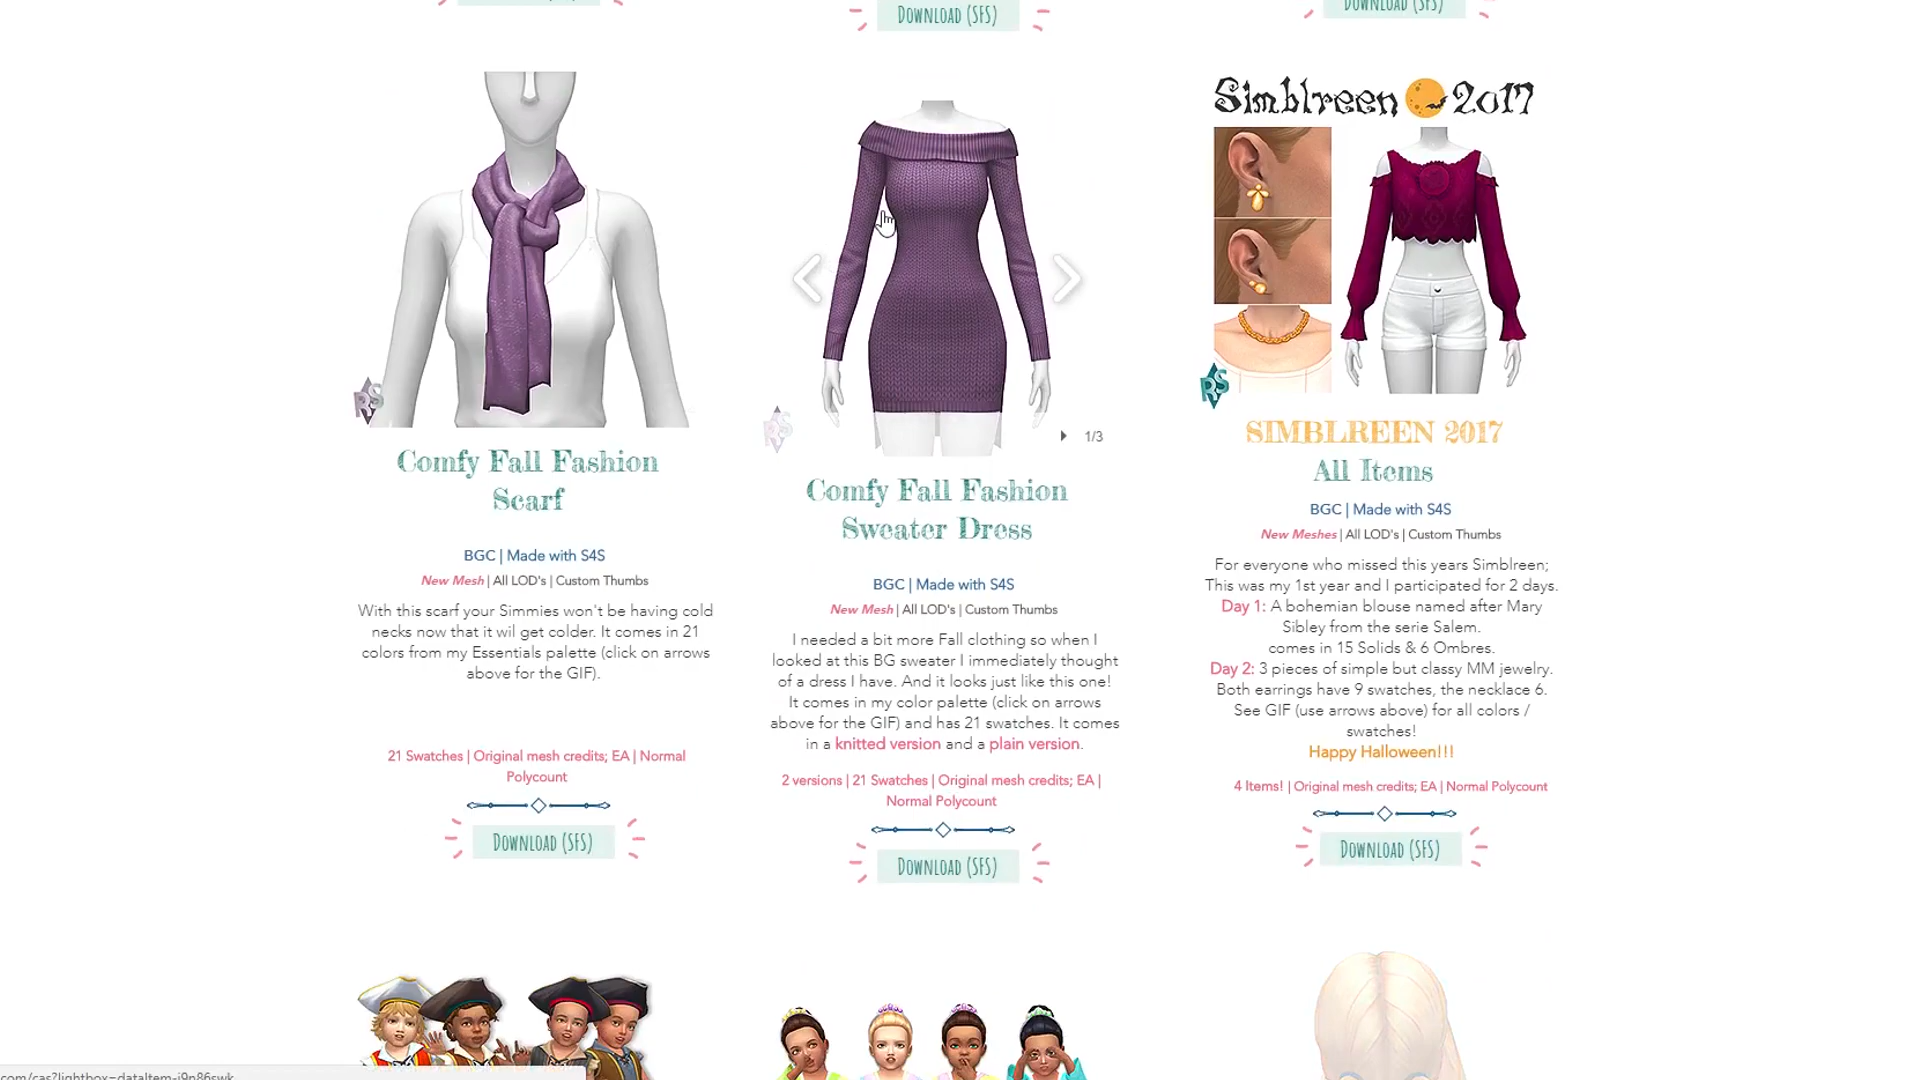 Download (SFS)
Download (SFS)
Simblreen 2017
RS
RS
RS
1/3
Comfy Fall Fashion
Scarf
BGC | Made with S4S
New Mesh | All LOD's | Custom Thumbs
With this scarf your Simmies won't be having cold
necks now that it wil get colder. It comes in 21
colors from my Essentials palette (click on arrows
above for the GIF).
21 Swatches | Original mesh credits; EA | Normal
Polycount
Download (SFS)
Comfy Fall Fashion
Sweater Dress
BGC | Made with S4S
New Mesh | All LOD's | Custom Thumbs
I needed a bit more Fall clothing so when I
looked at this BG sweater I immediately thought
of a dress I have. And it looks just like this one!
It comes in my color palette (click on arrows
above for the GIF) and has 21 swatches. It comes
in a knitted version and a plain version.
2 versions | 21 Swatches | Original mesh credits; EA |
Normal Polycount
Download (SFS)
SIMBLREEN 2017
All Items
BGC | Made with S4S
New Meshes | All LOD's | Custom Thumbs
For everyone who missed this years Simblreen;
This was my 1st year and I participated for 2 days.
Day 1: A bohemian blouse named after Mary
Sibley from the serie Salem.
comes in 15 Solids & 6 Ombres.
Day 2: 3 pieces of simple but classy MM jewelry.
Both earrings have 9 swatches, the necklace 6.
See GIF (use arrows above) for all colors /
swatches!
Happy Halloween!!!
4 Items! | Original mesh credits; EA | Normal Polycount
Download (SFS)
com/cas?lightbox=dataItem-j9p86swk